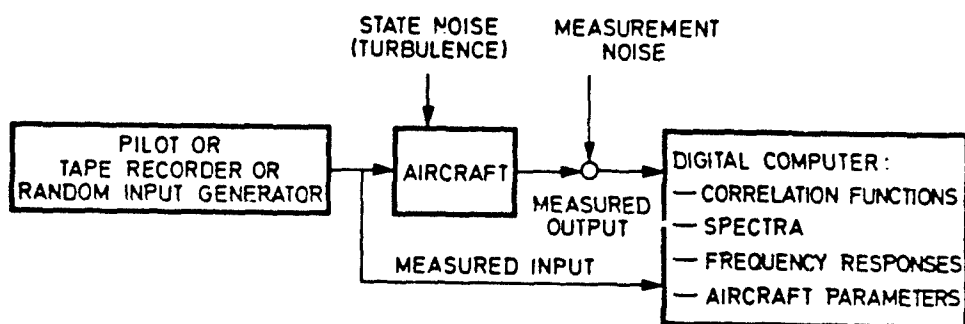 STATE NOISE
(TURBULENCE)
MEASUREMENT
NOISE
PILOT OR
TAPE RECORDER OR
RANDOM INPUT GENERATOR
AIRCRAFT
MEASURED
OUTPUT
MEASURED INPUT
DIGITAL COMPUTER:
— CORRELATION FUNCTIONS
— SPECTRA
— FREQUENCY RESPONSES
— AIRCRAFT PARAMETERS